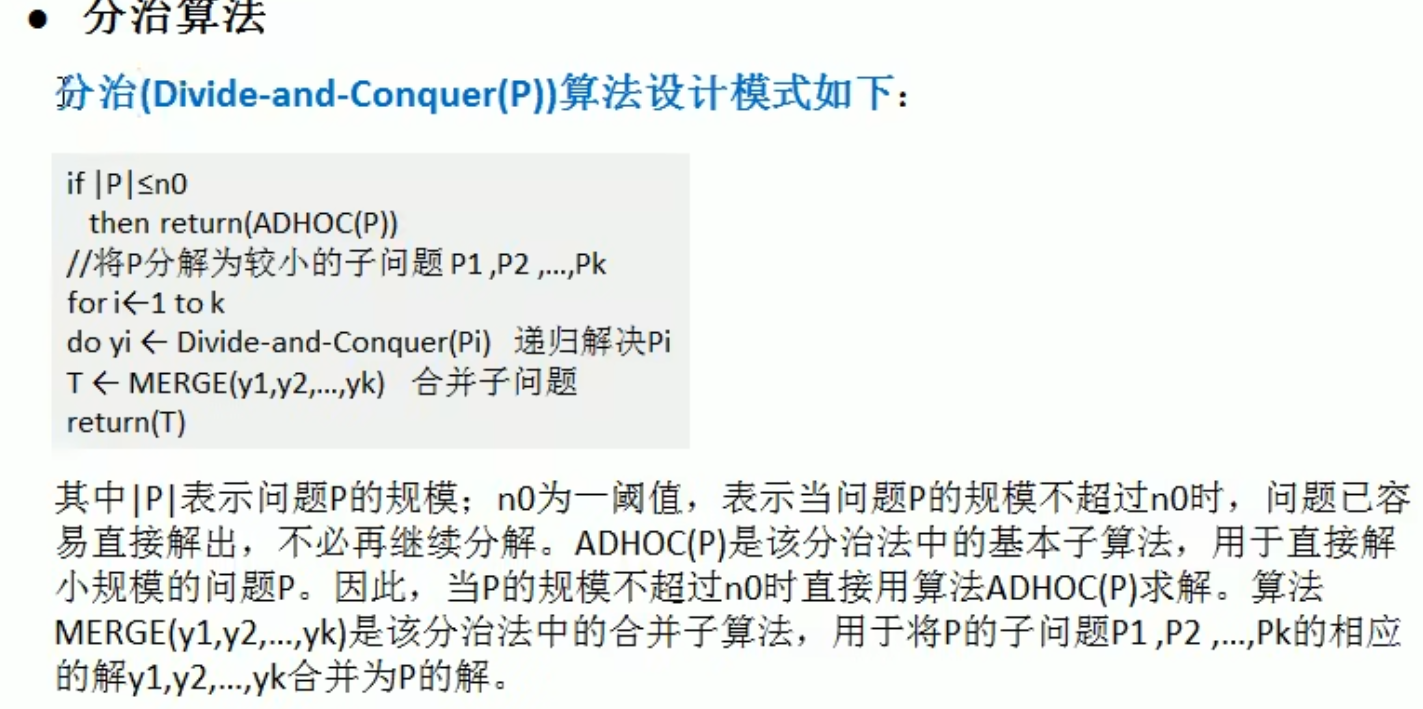 • 分治算法
分治(Divide-and-Conquer(P))算法设计模式如下：
if |P|≤n0
then return(ADHOC(P))
//将P分解为较小的子问题 P1 ,P2 ,...,Pk
for i←1 to k
do yi ← Divide-and-Conquer(Pi) 递归解决Pi
T ← MERGE(y1,y2,...,yk) 合并子问题
return(T)
其中|P|表示问题P的规模；n0为一阈值，表示当问题P的规模不超过n0时，问题已容
易直接解出，不必再继续分解。ADHOC(P)是该分治法中的基本子算法，用于直接解
小规模的问题P。因此，当P的规模不超过n0时直接用算法ADHOC(P)求解。算法
MERGE(y1,y2,...,yk)是该分治法中的合并子算法，用于将P的子问题P1 ,P2 ,...,Pk的相应
的解y1,y2,...,yk合并为P的解。